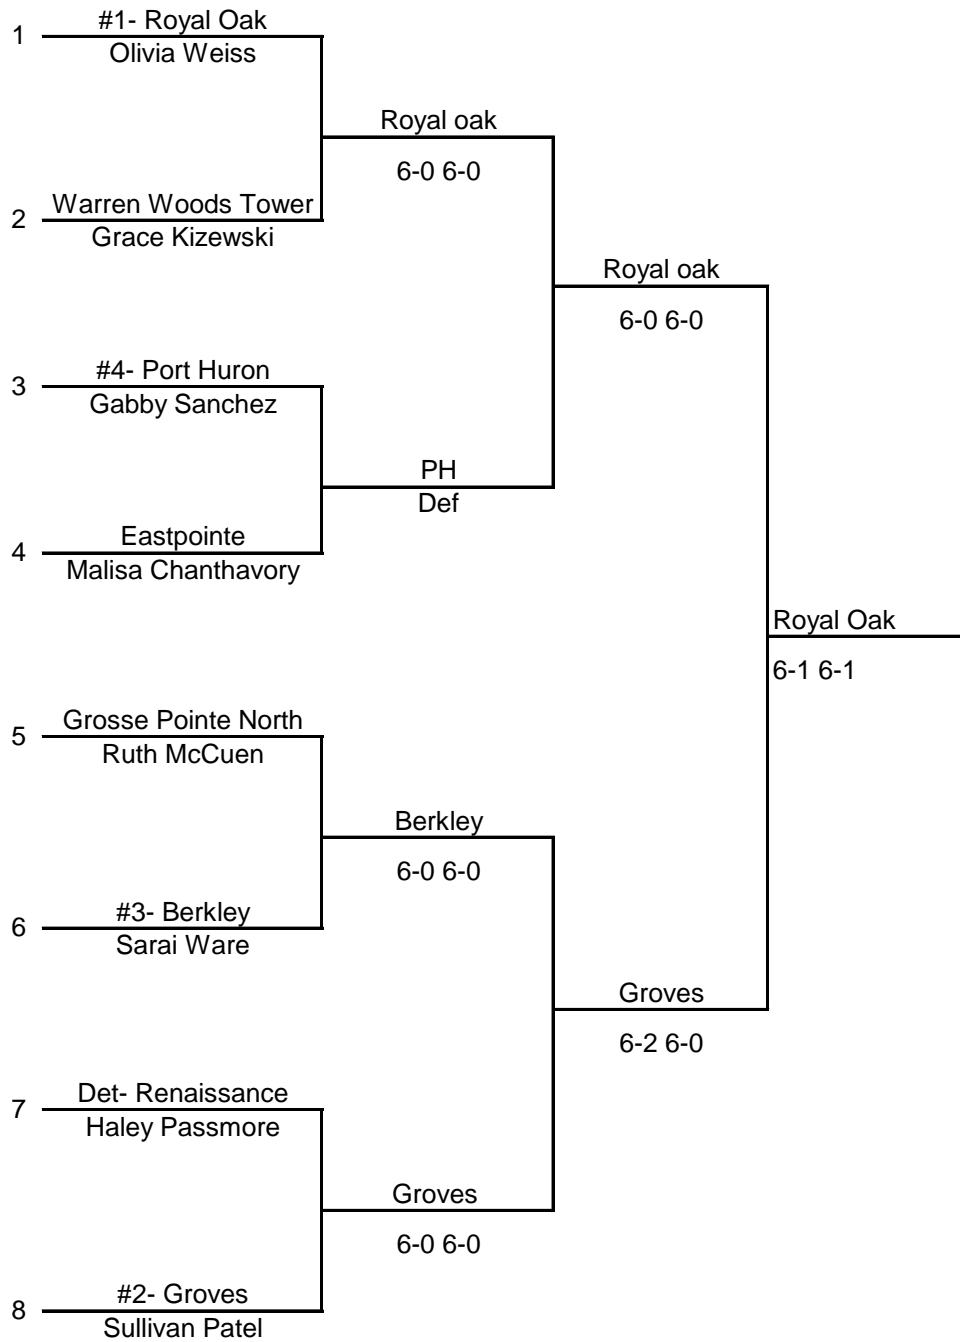 1
#1- Royal Oak
Olivia Weiss
Royal oak
6-0 6-0
2
Warren Woods Tower
Grace Kizewski
Royal oak
6-0 6-0
3
#4- Port Huron
Gabby Sanchez
PH
Def
4
Eastpointe
Malisa Chanthavory
Royal Oak
6-1 6-1
5
Grosse Pointe North
Ruth McCuen
Berkley
6-0 6-0
6
#3- Berkley
Sarai Ware
Groves
6-2 6-0
7
Det- Renaissance
Haley Passmore
Groves
6-0 6-0
8
#2- Groves
Sullivan Patel